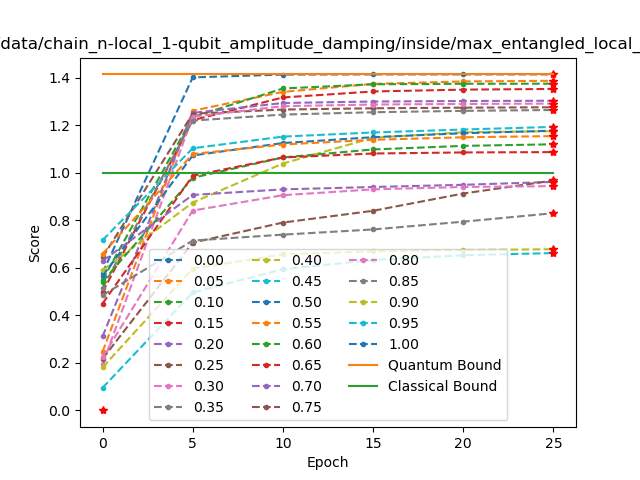 /data/chain_n-local_1-qubit_amplitude_damping/inside/max_entangled_local_
Score
1.4
1.2
1.0
0.8
0.6
0.4
0.2
0.0
0.00 0.40 0.80
0.05 0.45 0.85
0.10 0.50 0.90
0.15 0.55 0.95
0.20 0.60 1.00
0.25 0.65 Quantum Bound
0.30 0.70 Classical Bound
0.35 0.75
0 5 10 15 20 25
Epoch